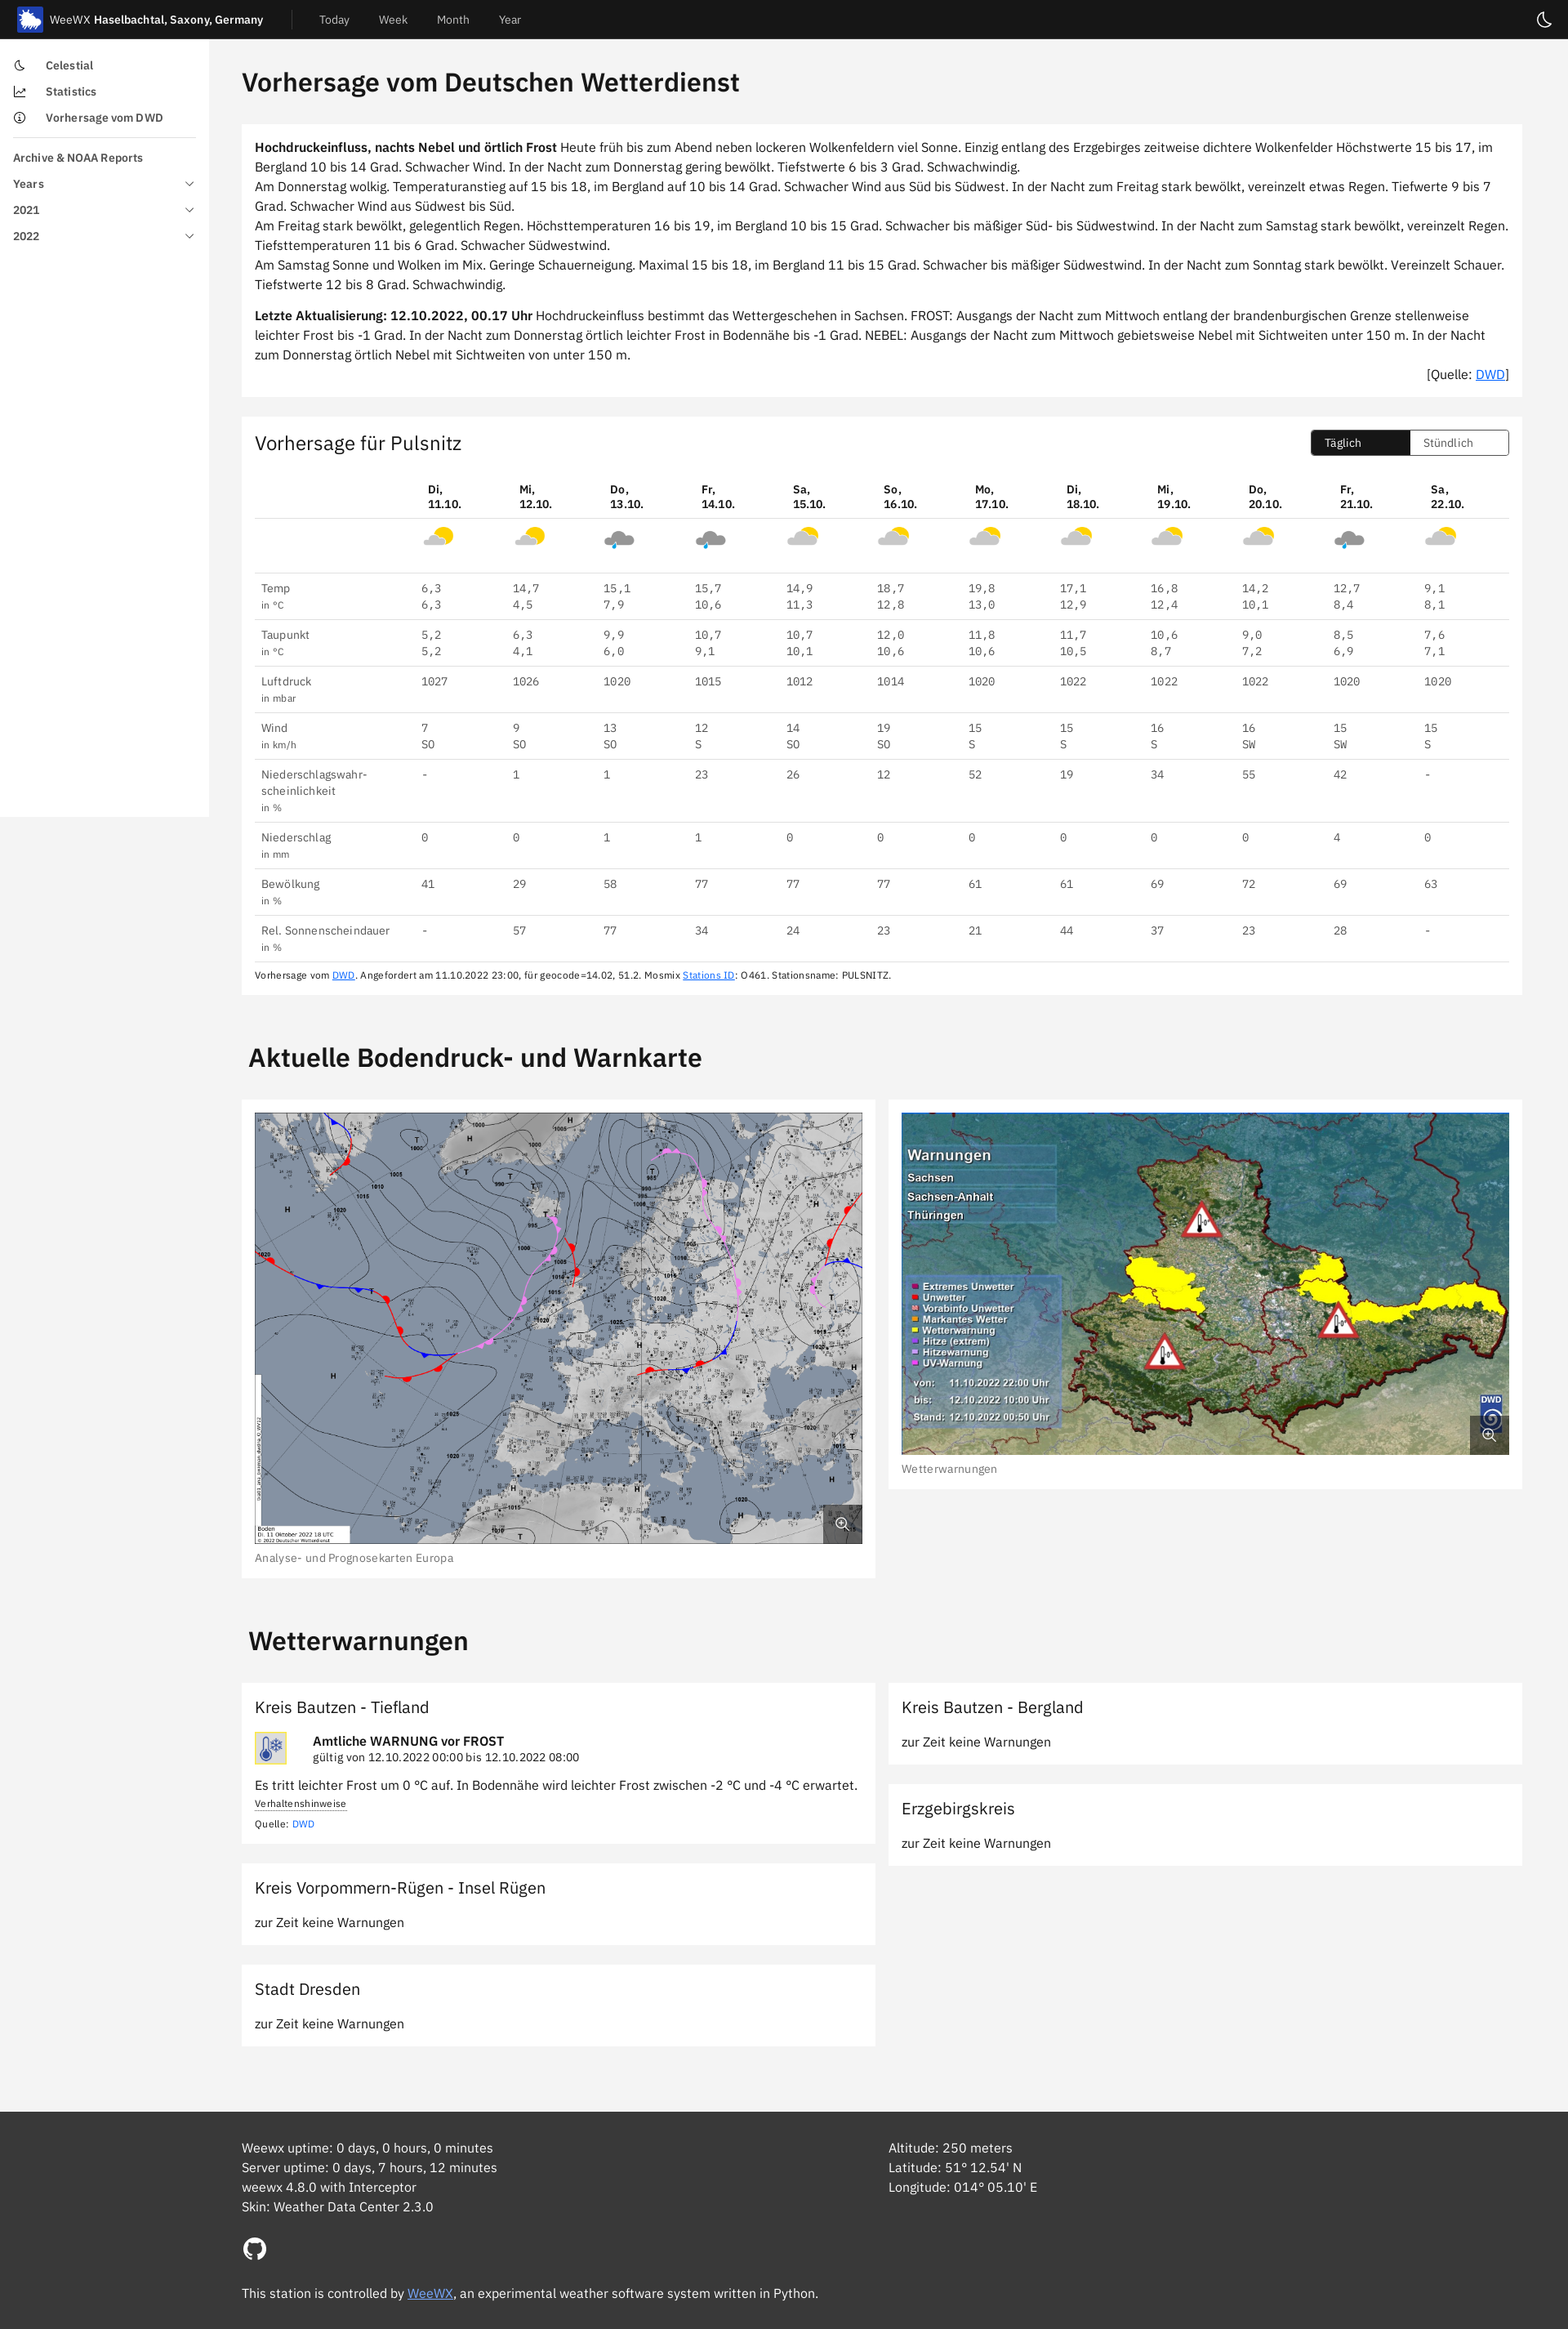 WeeWX Haselbachtal, Saxony, Germany
Today
Week
Month
Year
Celestial
Statistics
Vorhersage vom DWD
Archive & NOAA Reports
Years
2021
2022
Vorhersage vom Deutschen Wetterdienst
Hochdruckeinfluss, nachts Nebel und örtlich Frost Heute früh bis zum Abend neben lockeren Wolkenfeldern viel Sonne. Einzig entlang des Erzgebirges zeitweise dichtere Wolkenfelder Höchstwerte 15 bis 17, im
Bergland 10 bis 14 Grad. Schwacher Wind. In der Nacht zum Donnerstag gering bewölkt. Tiefstwerte 6 bis 3 Grad. Schwachwindig.
Am Donnerstag wolkig. Temperaturanstieg auf 15 bis 18, im Bergland auf 10 bis 14 Grad. Schwacher Wind aus Süd bis Südwest. In der Nacht zum Freitag stark bewölkt, vereinzelt etwas Regen. Tiefwerte 9 bis 7
Grad. Schwacher Wind aus Südwest bis Süd.
Am Freitag stark bewölkt, gelegentlich Regen. Höchsttemperaturen 16 bis 19, im Bergland 10 bis 15 Grad. Schwacher bis mäßiger Süd- bis Südwestwind. In der Nacht zum Samstag stark bewölkt, vereinzelt Regen.
Tiefsttemperaturen 11 bis 6 Grad. Schwacher Südwestwind.
Am Samstag Sonne und Wolken im Mix. Geringe Schauerneigung. Maximal 15 bis 18, im Bergland 11 bis 15 Grad. Schwacher bis mäßiger Südwestwind. In der Nacht zum Sonntag stark bewölkt. Vereinzelt Schauer.
Tiefstwerte 12 bis 8 Grad. Schwachwindig.
Letzte Aktualisierung: 12.10.2022, 00.17 Uhr Hochdruckeinfluss bestimmt das Wettergeschehen in Sachsen. FROST: Ausgangs der Nacht zum Mittwoch entlang der brandenburgischen Grenze stellenweise
leichter Frost bis -1 Grad. In der Nacht zum Donnerstag örtlich leichter Frost in Bodennähe bis -1 Grad. NEBEL: Ausgangs der Nacht zum Mittwoch gebietsweise Nebel mit Sichtweiten unter 150 m. In der Nacht
zum Donnerstag örtlich Nebel mit Sichtweiten von unter 150 m.
[Quelle: DWD]
Vorhersage für Pulsnitz
Täglich
Stündlich
Di, Mi, Do, Fr, Sa, So, Mo, Di, Mi, Do, Fr, Sa,
11.10. 12.10. 13.10. 14.10. 15.10. 16.10. 17.10. 18.10. 19.10. 20.10. 21.10. 22.10.
Temp 6,3 14,7 15,1 15,7 14,9 18,7 19,8 17,1 16,8 14,2 12,7 9,1
in °C 6,3 4,5 7,9 10,6 11,3 12,8 13,0 12,9 12,4 10,1 8,4 8,1
Taupunkt 5,2 6,3 9,9 10,7 10,7 12,0 11,8 11,7 10,6 9,0 8,5 7,6
in °C 5,2 4,1 6,0 9,1 10,1 10,6 10,6 10,5 8,7 7,2 6,9 7,1
Luftdruck 1027 1026 1020 1015 1012 1014 1020 1022 1022 1022 1020 1020
in mbar
Wind 7 9 13 12 14 19 15 15 16 16 15 15
in km/h SO SO SO S SO SO S S S SW SW S
Niederschlagswahr- - 1 1 23 26 12 52 19 34 55 42 -
scheinlichkeit
in %
Niederschlag 0 0 1 1 0 0 0 0 0 0 4 0
in mm
Bewölkung 41 29 58 77 77 77 61 61 69 72 69 63
in %
Rel. Sonnenscheindauer - 57 77 34 24 23 21 44 37 23 28 -
in %
Vorhersage vom DWD. Angefordert am 11.10.2022 23:00, für geocode=14.02, 51.2. Mosmix Stations ID: O461. Stationsname: PULSNITZ.
Aktuelle Bodendruck- und Warnkarte
Boden
Di, 11 Oktober 2022 18 UTC
© 2022 Deutscher Wetterdienst
Analyse- und Prognosekarten Europa
Warnungen
Sachsen
Sachsen-Anhalt
Thüringen
Extremes Unwetter
Unwetter
Vorabinfo Unwetter
Markantes Wetter
Wetterwarnung
Hitze (extrem)
Hitzewarnung
UV-Warnung
von: 11.10.2022 22:00 Uhr
bis: 12.10.2022 10:00 Uhr
Stand: 12.10.2022 00:50 Uhr
DWD
Wetterwarnungen
Wetterwarnungen
Kreis Bautzen - Tiefland
Amtliche WARNUNG vor FROST
gültig von 12.10.2022 00:00 bis 12.10.2022 08:00
Es tritt leichter Frost um 0 °C auf. In Bodennähe wird leichter Frost zwischen -2 °C und -4 °C erwartet.
Verhaltenshinweise
Quelle: DWD
Kreis Vorpommern-Rügen - Insel Rügen
zur Zeit keine Warnungen
Stadt Dresden
zur Zeit keine Warnungen
Kreis Bautzen - Bergland
zur Zeit keine Warnungen
Erzgebirgskreis
zur Zeit keine Warnungen
Weewx uptime: 0 days, 0 hours, 0 minutes
Server uptime: 0 days, 7 hours, 12 minutes
weewx 4.8.0 with Interceptor
Skin: Weather Data Center 2.3.0
Altitude: 250 meters
Latitude: 51° 12.54' N
Longitude: 014° 05.10' E
This station is controlled by WeeWX, an experimental weather software system written in Python.